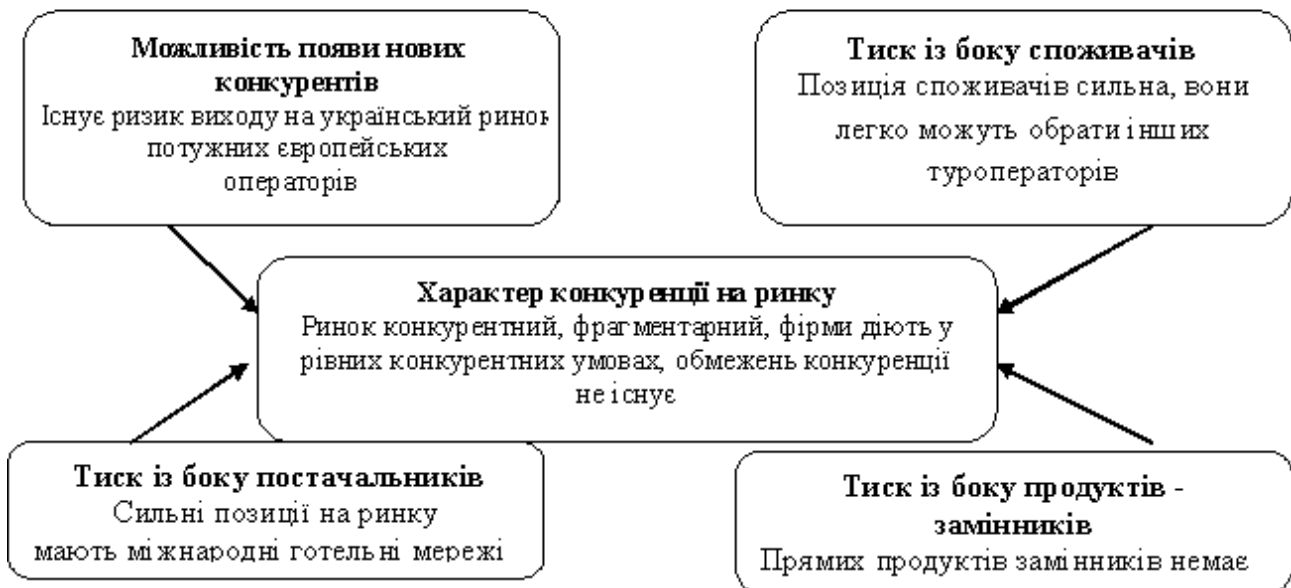 Можливість появи нових
конкурентів
Існує ризик виходу на український ринок
потужних європейських
операторів
Тиск із боку споживачів
Позиція споживачів сильна, вони
легко можуть обрати інших
туроператорів
Характер конкуренції на ринку
Ринок конкурентний, фрагментарний, фірми діють у
рівних конкурентних умовах, обмежень конкуренції
не існує
Тиск із боку постачальників
Сильні позиції на ринку
мають міжнародні готельні мережі
Тиск із боку продуктів -
замінників
Прямих продуктів замінників немає